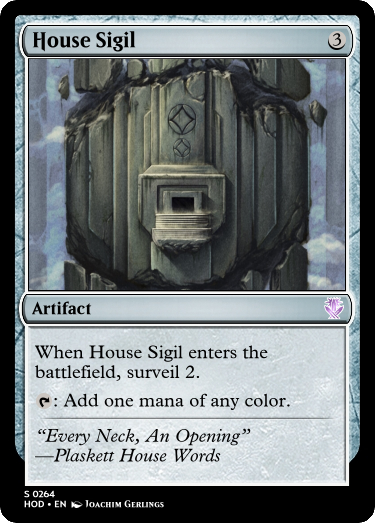 House Sigil
3
Artifact
When House Sigil enters the
battlefield, surveil 2.
: Add one mana of any color.
“Every Neck, An Opening”
—Plaskett House Words
S 0264
HOD • EN Joachim Gerlings